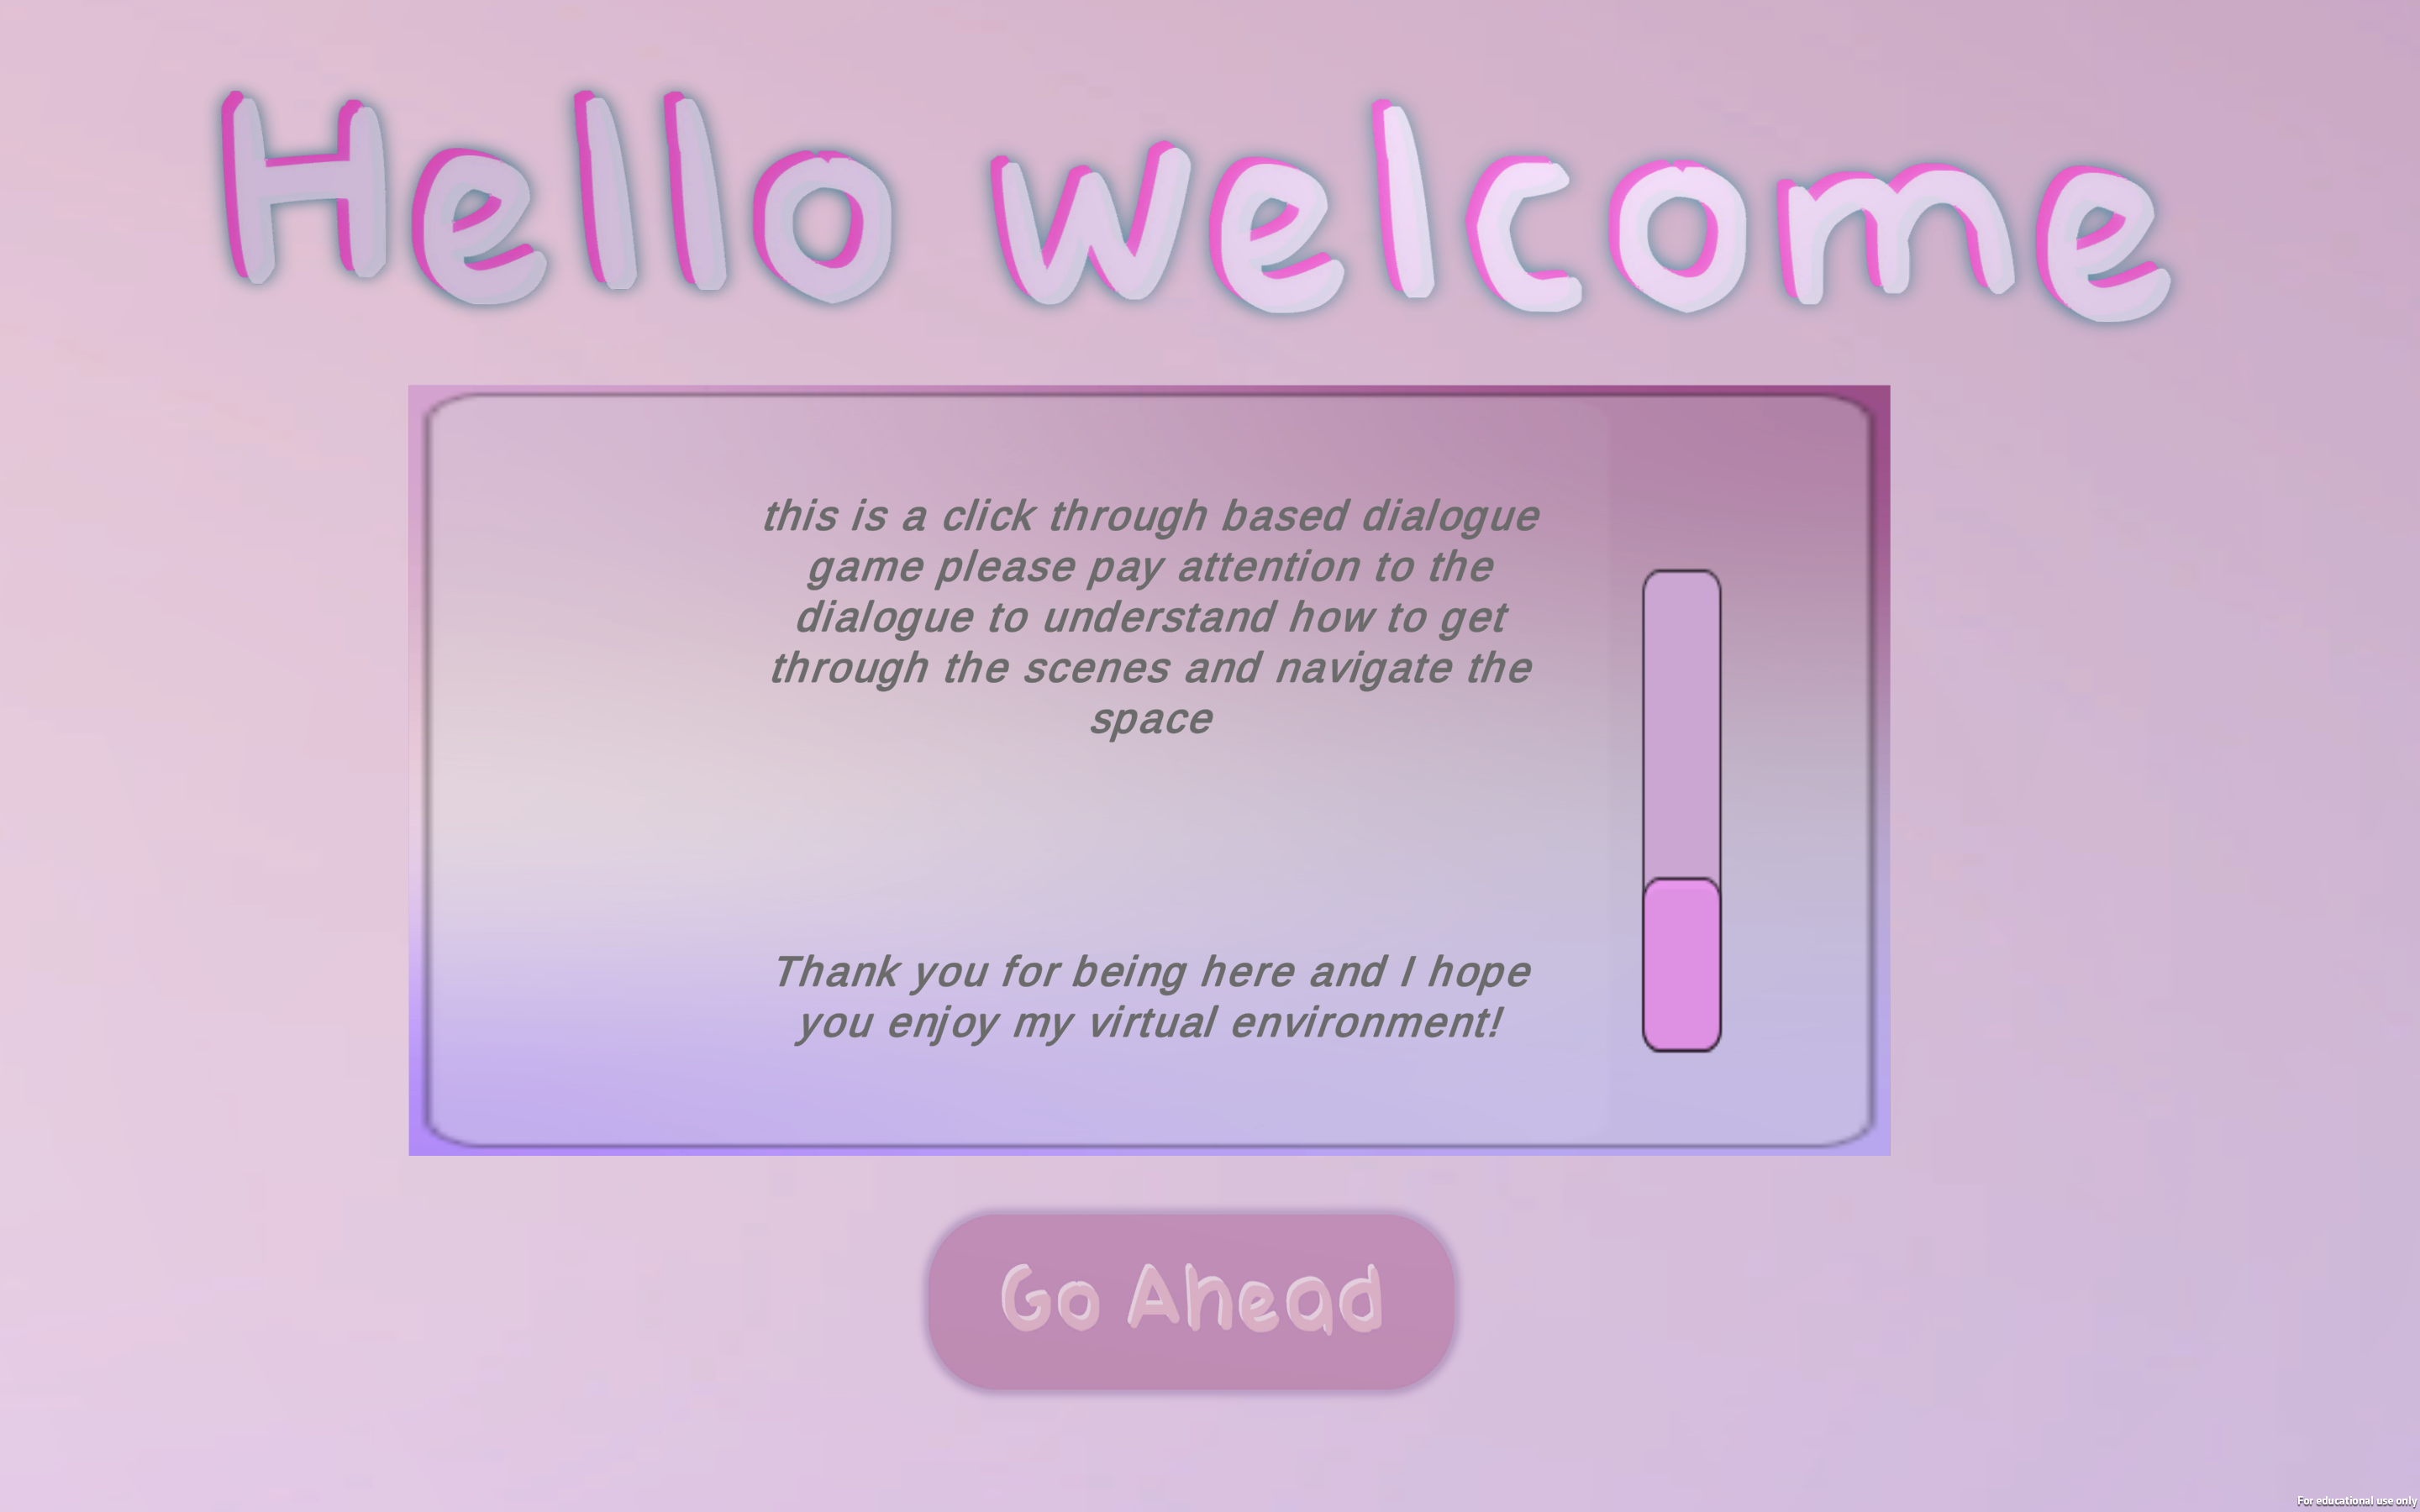 Hello welcome
this is a click through based dialogue
game please pay attention to the
dialogue to understand how to get
through the scenes and navigate the
space
Thank you for being here and I hope
you enjoy my virtual environment!
Go Ahead
For educational use only